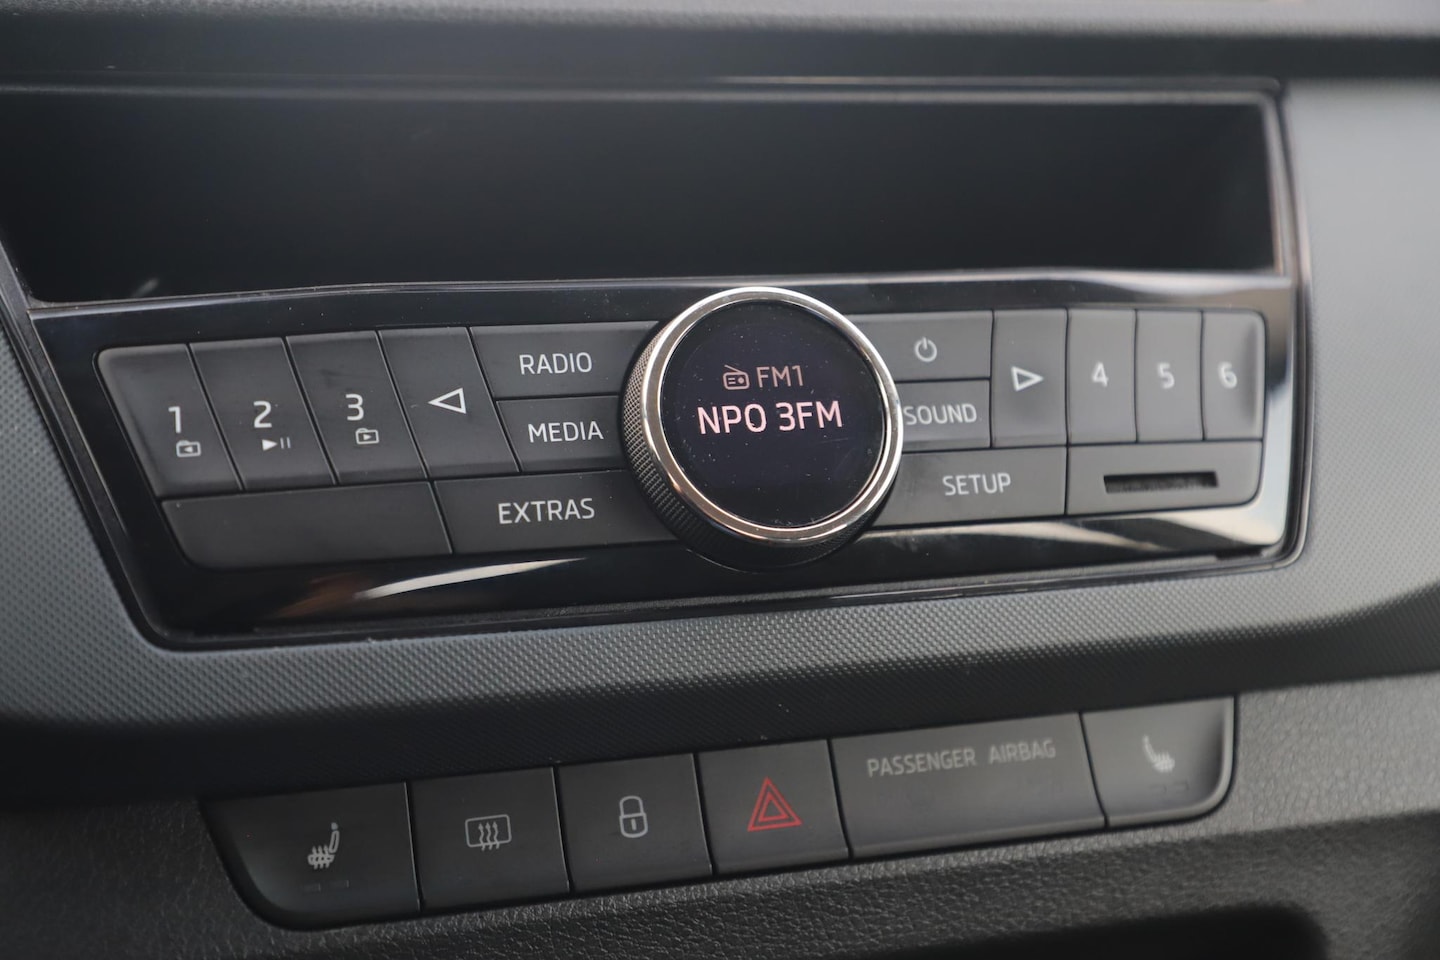 1
2
3
RADIO
MEDIA
EXTRAS
FM1
NPO 3FM
SOUND
SETUP
4
5
6
PASSENGER AIRBAG